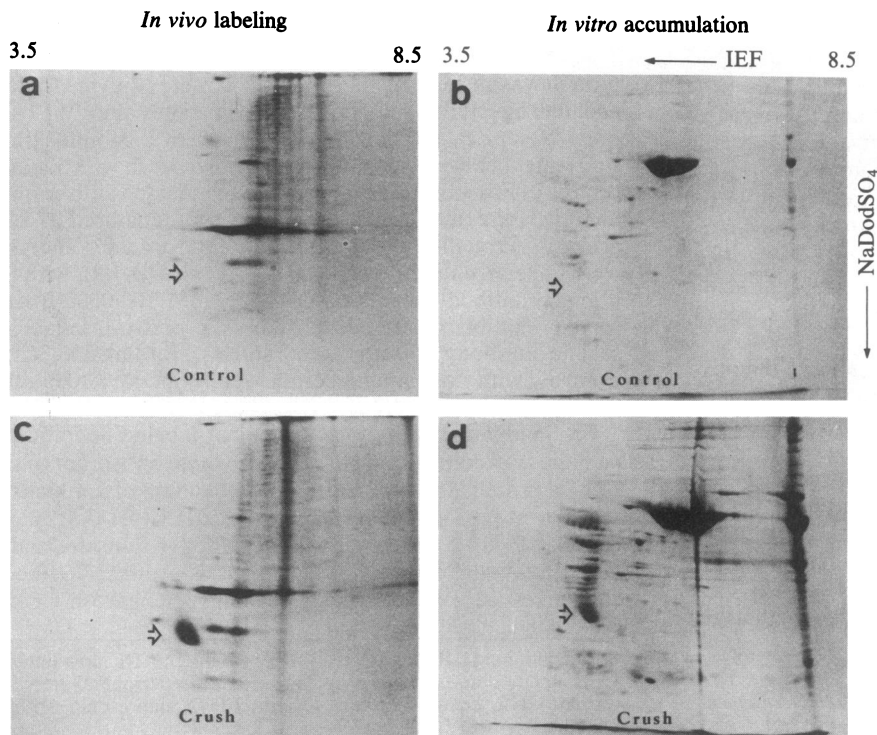 In vivo labeling
In vitro accumulation
3.5
8.5
3.5
IEF
8.5
a
b
NaDodSO4
Control
Control
c
d
Crush
Crush